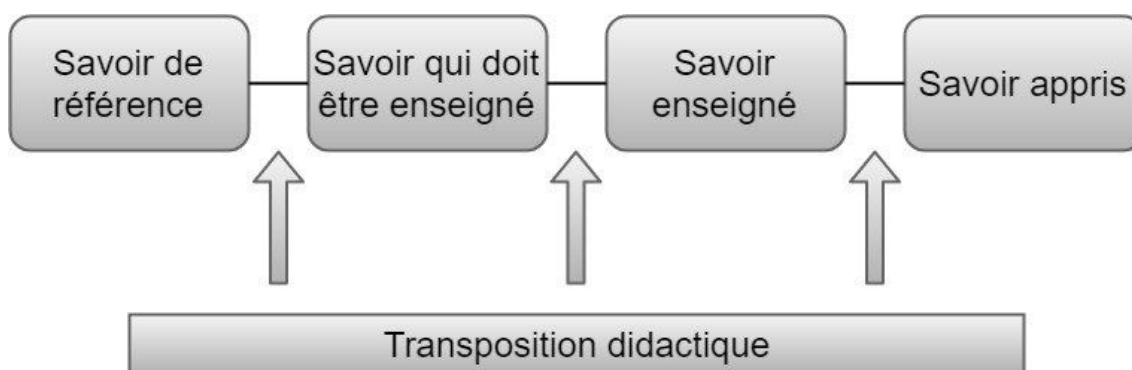 Savoir de
référence
Savoir qui doit
être enseigné
Savoir
enseigné
Savoir appris
Transposition didactique